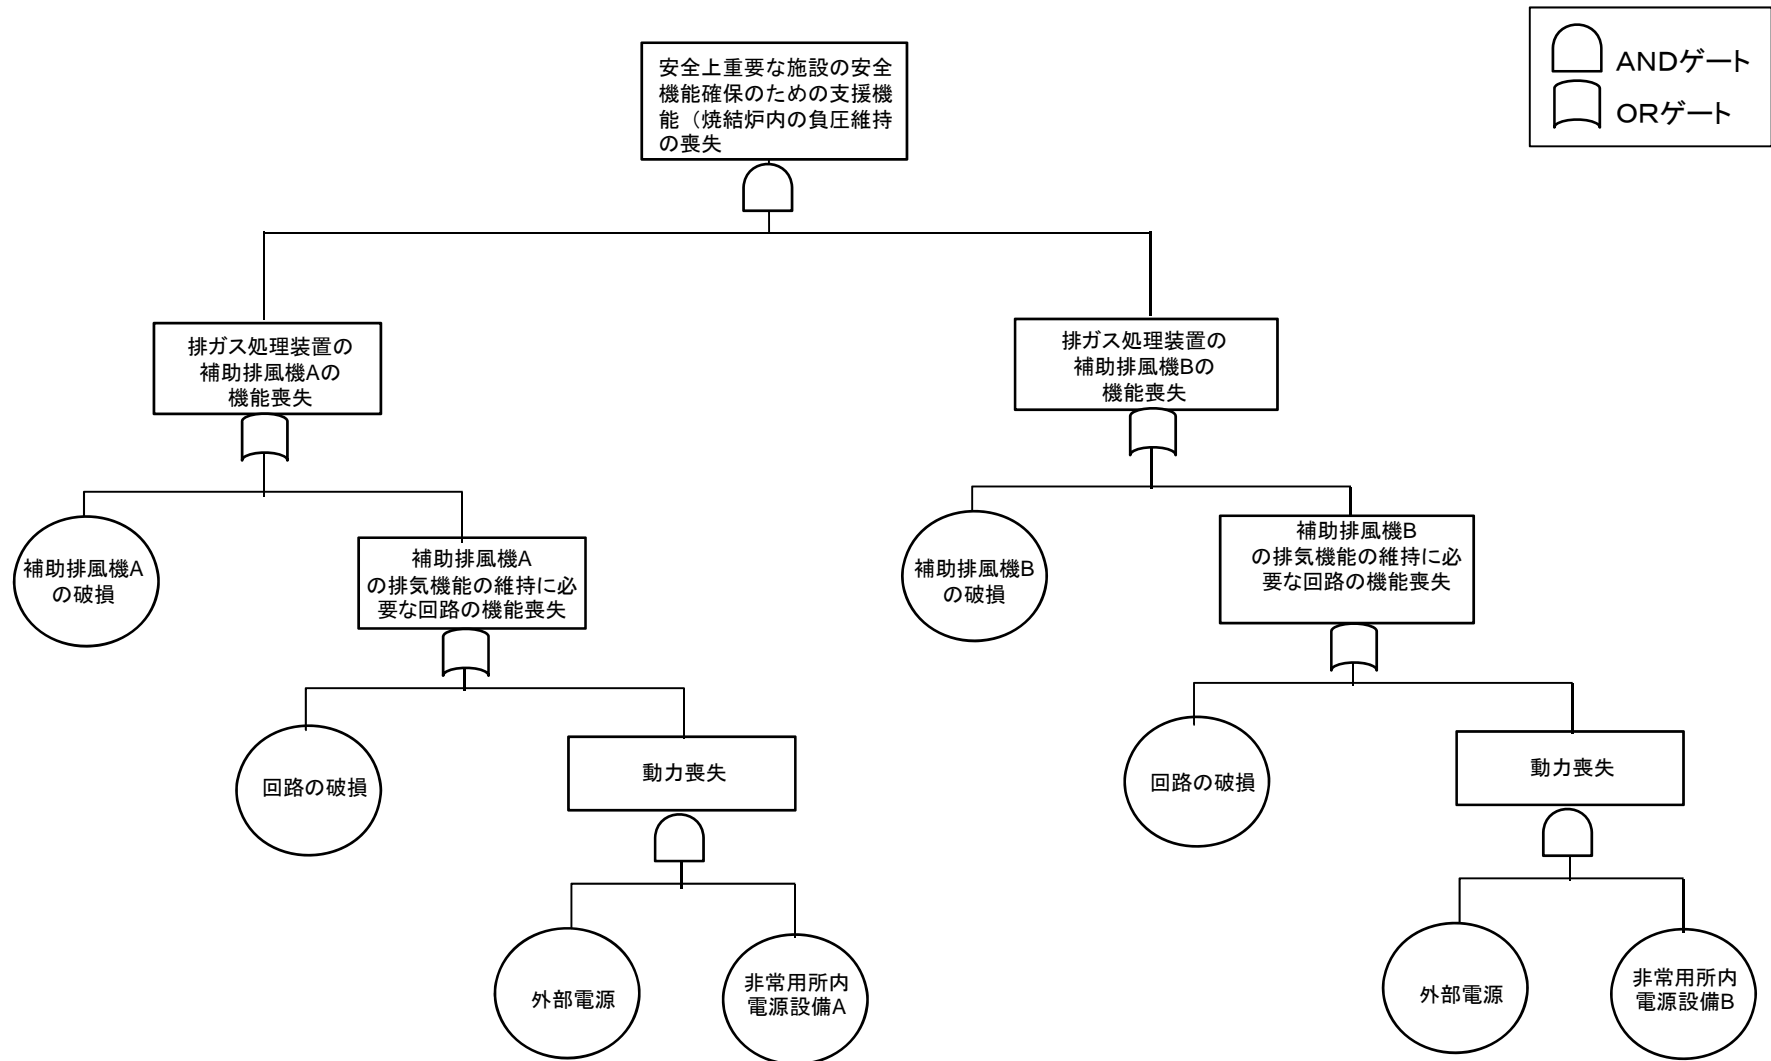 ANDゲート
ORゲート
安全上重要な施設の安全
機能確保のための支援機
能（焼結炉内の負圧維持
の喪失
排ガス処理装置の
補助排風機Aの
機能喪失
排ガス処理装置の
補助排風機Bの
機能喪失
補助排風機A
の破損
補助排風機A
の排気機能の維持に必
要な回路の機能喪失
補助排風機B
の破損
補助排風機B
の排気機能の維持に必
要な回路の機能喪失
回路の破損
動力喪失
回路の破損
動力喪失
外部電源
非常用所内
電源設備A
外部電源
非常用所内
電源設備B